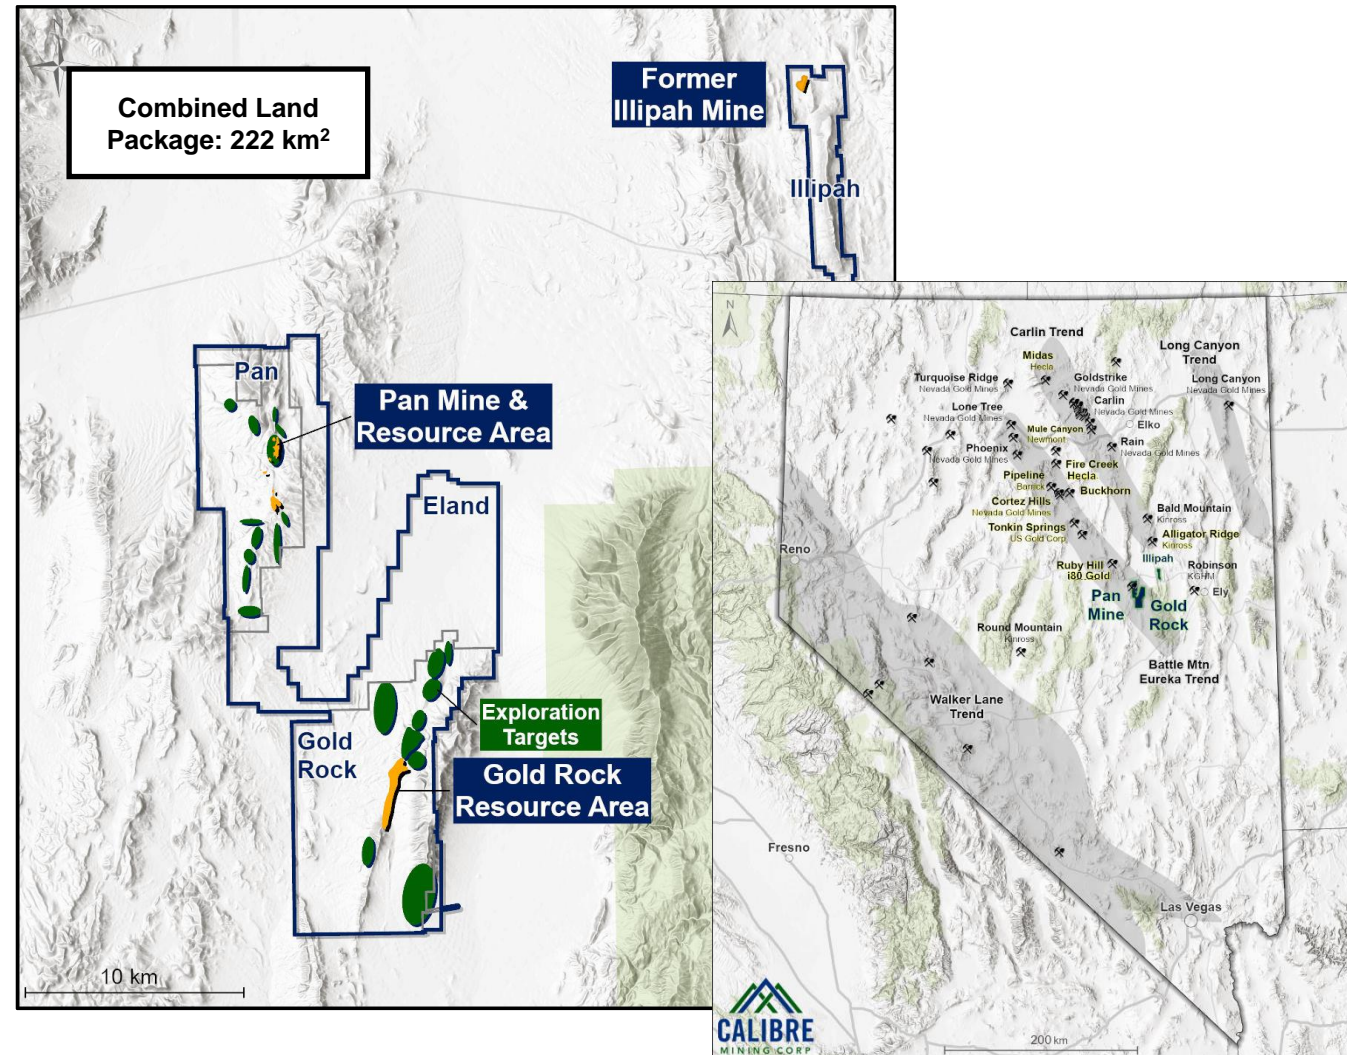 Combined Land
Package: 222 km²
Former
Illipah Mine
Illipah
Pan
Pan Mine &
Resource Area
Eland
Exploration
Targets
Gold
Rock
Gold Rock
Resource Area
10 km
N
Carlin Trend
Long Canyon
Trend
Midas
Hecla
Turquoise Ridge
Nevada Gold Mines
Goldstrike
Nevada Gold Mines
Long Canyon
Nevada Gold Mines
Carlin
Nevada Gold Mines
Lone Tree
Nevada Gold Mines
Elko
Mule Canyon
Newmont
Rain
Nevada Gold Mines
Phoenix
Nevada Gold Mines
Fire Creek
Hecla
Pipeline
Barrick
Buckhorn
Cortez Hills
Nevada Gold Mines
Bald Mountain
Kinross
Tonkin Springs
US Gold Corp
Alligator Ridge
Kinross
Reno
Illipah
Ruby Hill
i80 Gold
Robinson
KGHM
Ely
Pan
Mine
Gold
Rock
Round Mountain
Kinross
Battle Mtn
Eureka Trend
Walker Lane
Trend
Fresno
Las Vegas
200 km
CALIBRE
MINING CORP